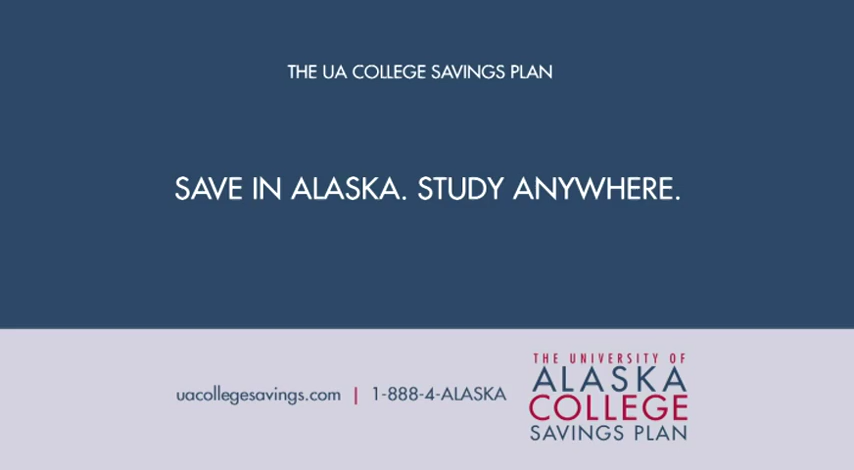 THE UA COLLEGE SAVINGS PLAN
SAVE IN ALASKA. STUDY ANYWHERE.
uacollegesavings.com | 1-888-4-ALASKA
THE UNIVERSITY OF
ALASKA
COLLEGE
SAVINGS PLAN